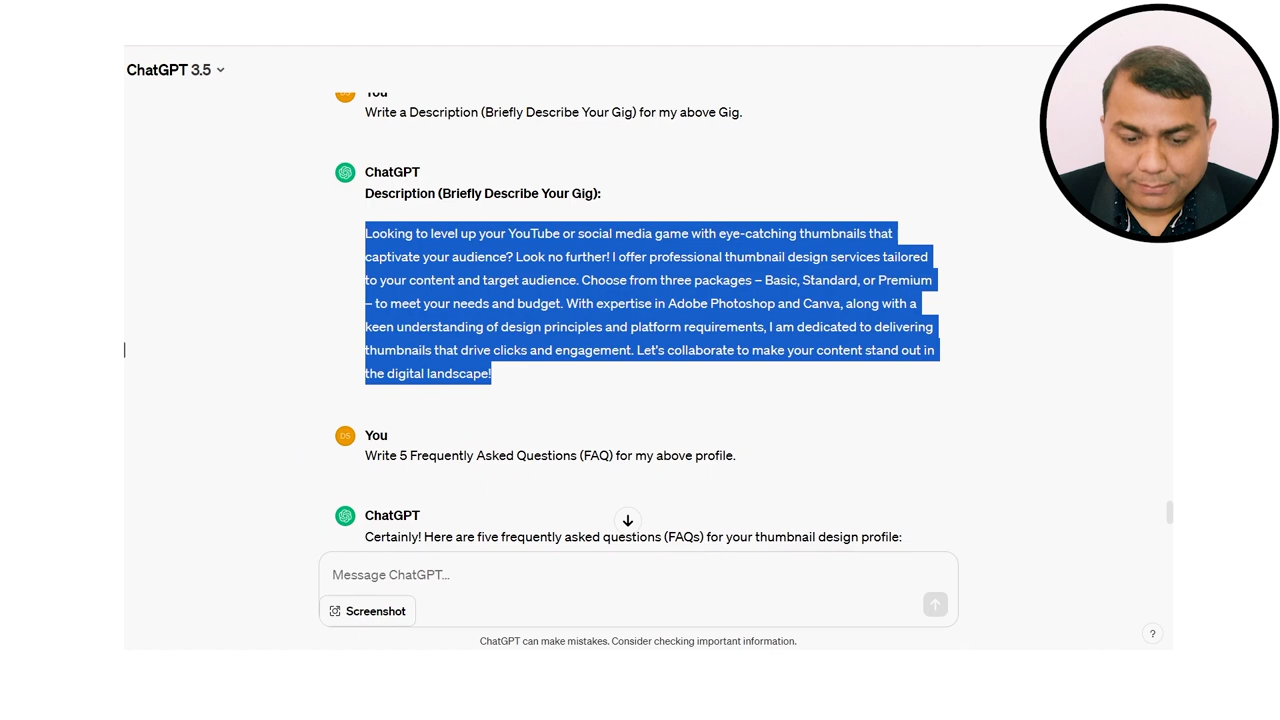 ChatGPT 3.5
You
Write a Description (Briefly Describe Your Gig) for my above Gig.
ChatGPT
Description (Briefly Describe Your Gig):
Looking to level up your YouTube or social media game with eye-catching thumbnails that
captivate your audience? Look no further! I offer professional thumbnail design services tailored
to your content and target audience. Choose from three packages – Basic, Standard, or Premium
– to meet your needs and budget. With expertise in Adobe Photoshop and Canva, along with a
keen understanding of design principles and platform requirements, I am dedicated to delivering
thumbnails that drive clicks and engagement. Let's collaborate to make your content stand out in
the digital landscape!
DS
You
Write 5 Frequently Asked Questions (FAQ) for my above profile.
ChatGPT
Certainly! Here are five frequently asked questions (FAQs) for your thumbnail design profile:
Message ChatGPT...
Screenshot
ChatGPT can make mistakes. Consider checking important information.
?